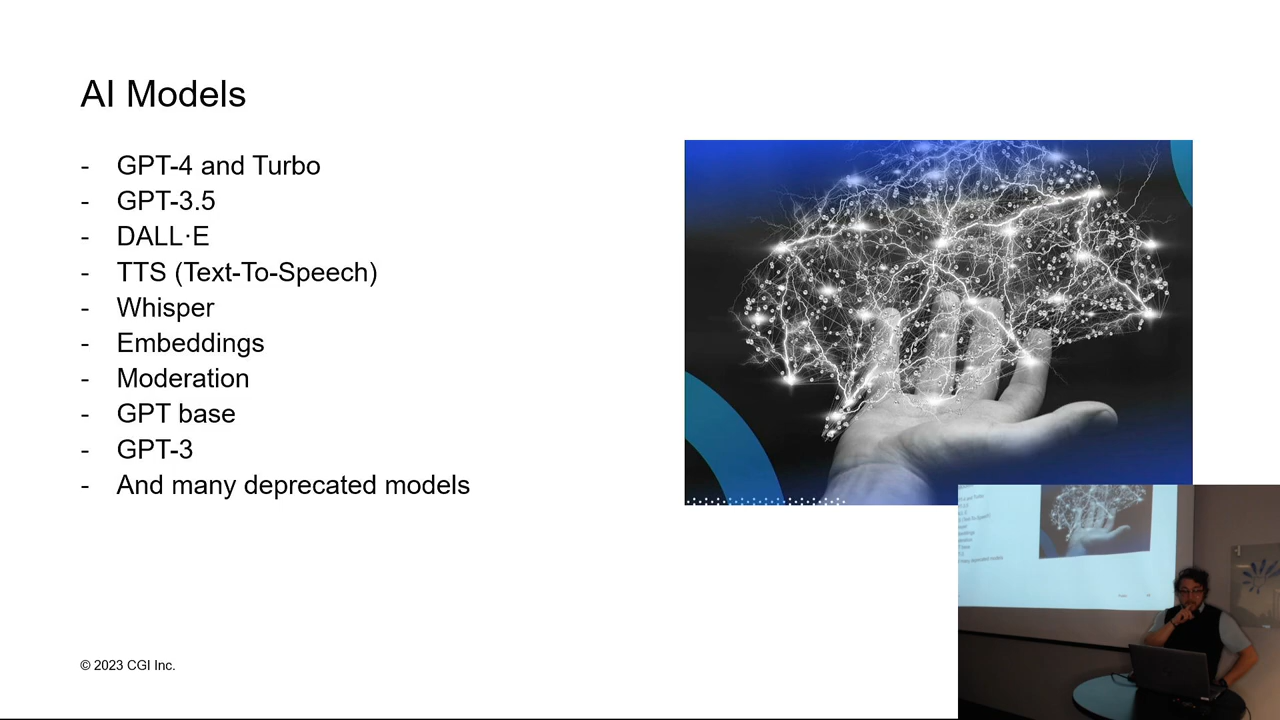 AI Models
- GPT-4 and Turbo
- GPT-3.5
- DALL·E
- TTS (Text-To-Speech)
- Whisper
- Embeddings
- Moderation
- GPT base
- GPT-3
- And many deprecated models
© 2023 CGI Inc.